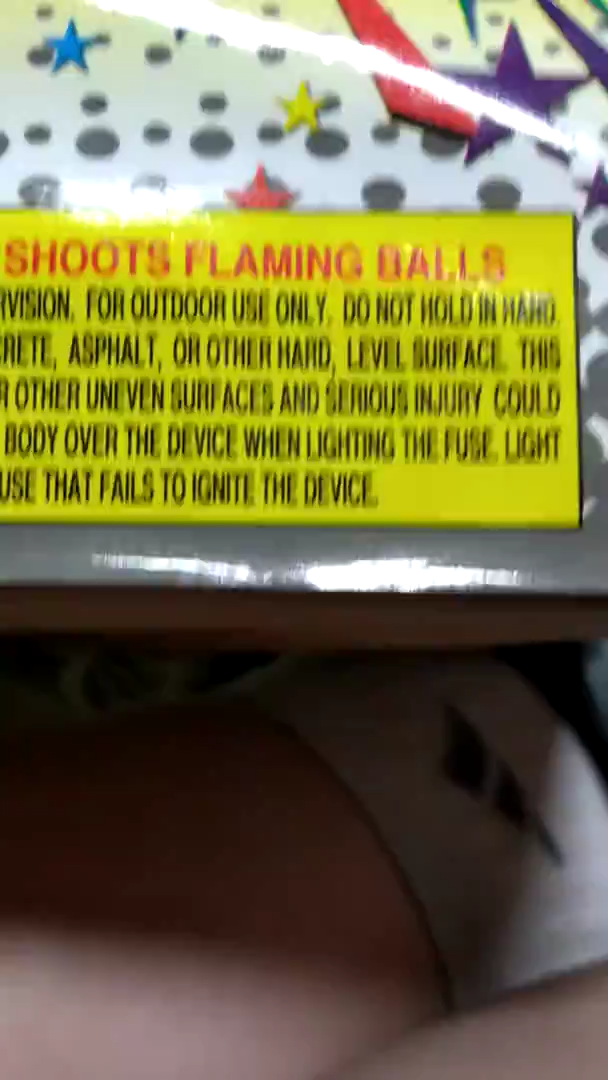 SHOOTS FLAMING BALLS
RVISION. FOR OUTDOOR USE ONLY. DO NOT HOLD IN HAND.
CRETE, ASPHALT, OR OTHER HARD, LEVEL SURFACE. THIS
R OTHER UNEVEN SURFACES AND SERIOUS INJURY COULD
BODY OVER THE DEVICE WHEN LIGHTING THE FUSE. LIGHT
USE THAT FAILS TO IGNITE THE DEVICE.